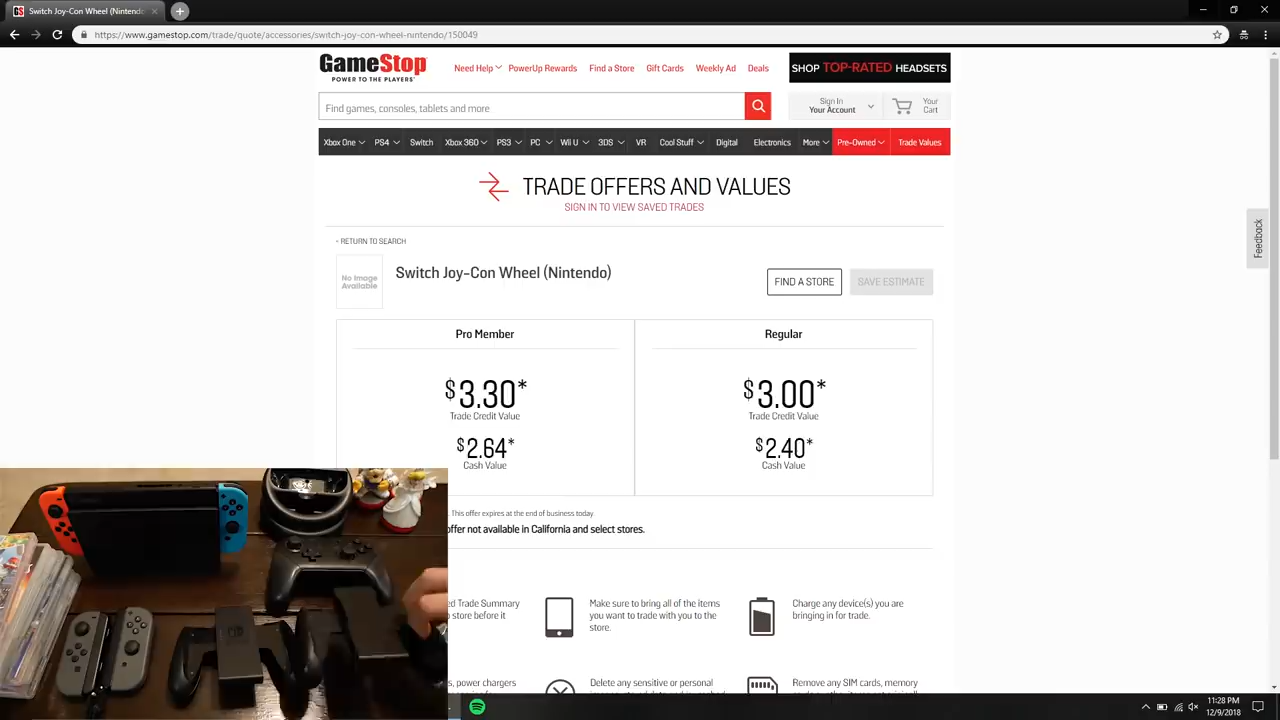 GS Switch Joy-Con Wheel
https://www.gamestop.com/trade/quote/accessories/switch-joy-con-wheel-nintendo/150049
GameStop
POWER TO THE PLAYERS
Need Help PowerUp Rewards Find a Store Gift Cards Weekly Ad Deals
SHOP TOP-RATED HEADSETS
Find games, consoles, tablets and more
Sign In
Your Account
Your
Cart
Xbox One PS4 Switch Xbox 360 PS3 PC Wii U 3DS VR Cool Stuff Digital Electronics More Pre-Owned Trade Values
TRADE OFFERS AND VALUES
SIGN IN TO VIEW SAVED TRADES
Feedback
RETURN TO SEARCH
No Image
Available
Switch Joy-Con Wheel (Nintendo)
FIND A STORE
SAVE ESTIMATE
Pro Member
$3.30*
Trade Credit Value
$2.64*
Cash Value
Regular
$3.00*
Trade Credit Value
$2.40*
Cash Value
. This offer expires at the end of business today.
offer not available in California and select stores.
ed Trade Summary
store before it
Make sure to bring all of the items
you want to trade with you to the
store.
Charge any device(s) you are
bringing in for trade.
s, power chargers
Delete any sensitive or personal
Remove any SIM cards, memory
11:28 PM
12/9/2018